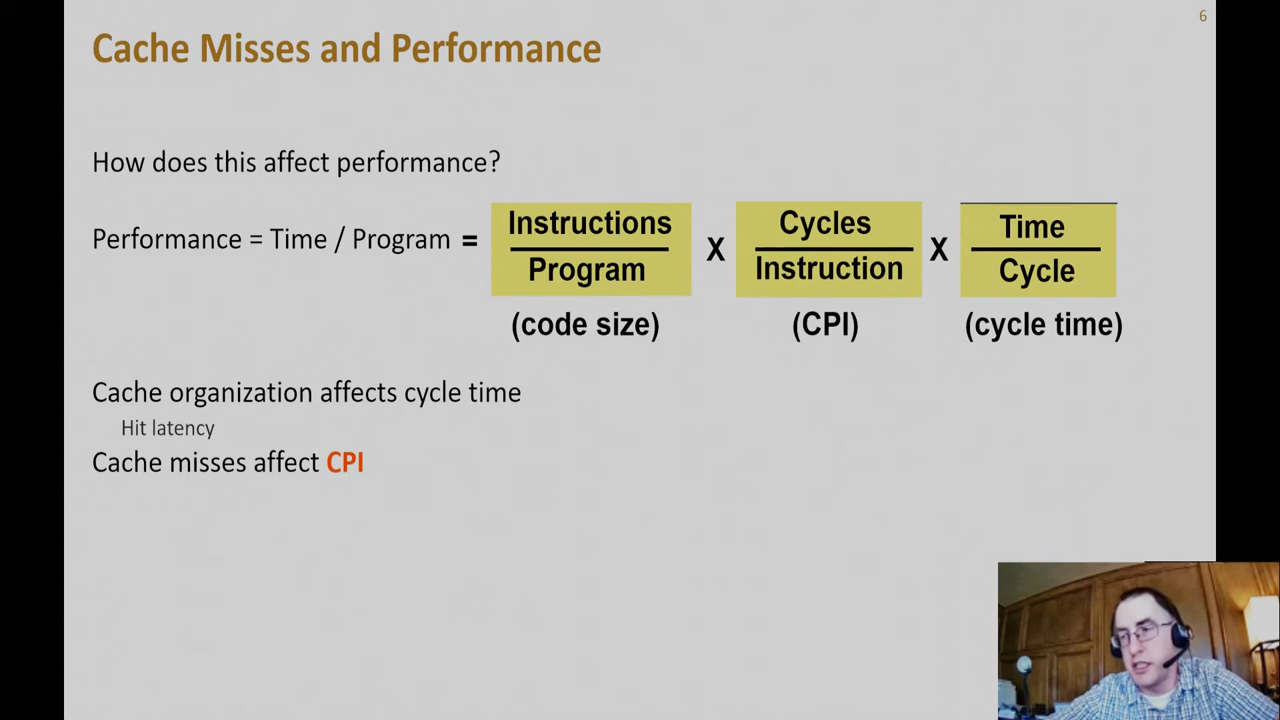 6
Cache Misses and Performance
How does this affect performance?
Performance = Time / Program = Instructions / Program X Cycles / Instruction X Time / Cycle
(code size) (CPI) (cycle time)
Cache organization affects cycle time
Hit latency
Cache misses affect CPI